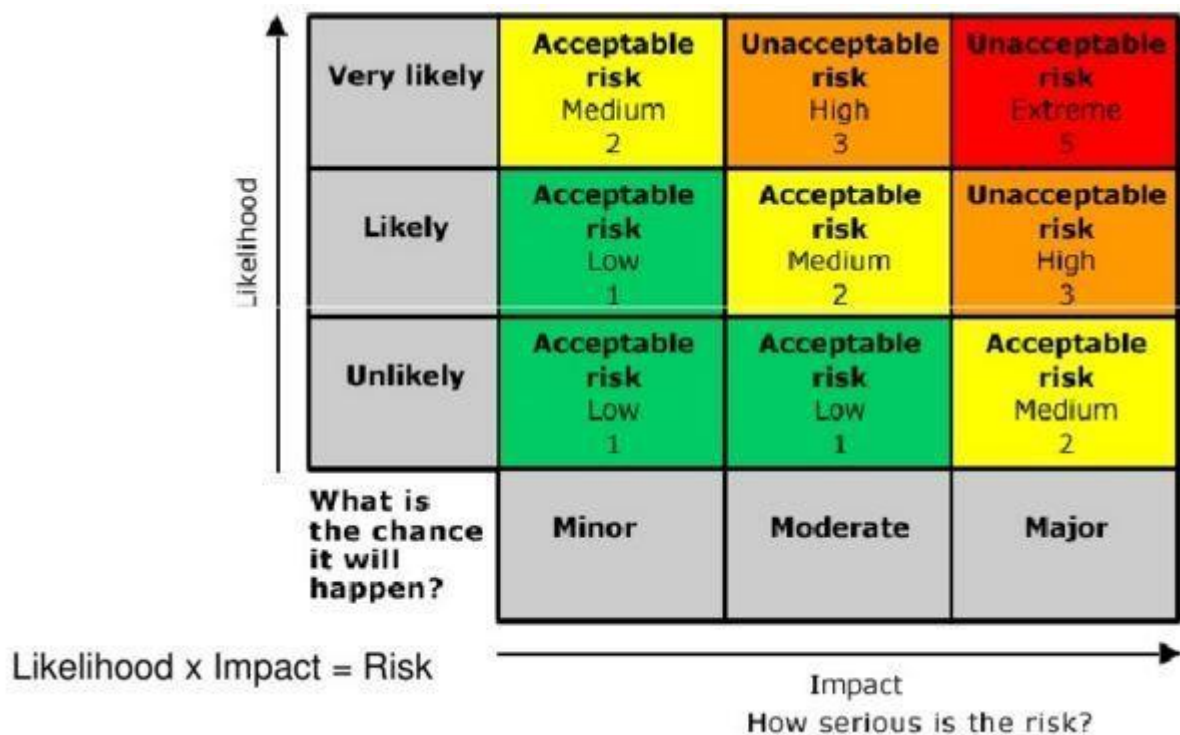 Likelihood
Very likely
Acceptable
risk
Medium
2
Unacceptable
risk
High
3
Unacceptable
risk
Extreme
5
Likely
Acceptable
risk
Low
1
Acceptable
risk
Medium
2
Unacceptable
risk
High
3
Unlikely
Acceptable
risk
Low
1
Acceptable
risk
Low
1
Acceptable
risk
Medium
2
What is
the chance
it will
happen?
Minor
Moderate
Major
Likelihood x Impact = Risk
Impact
How serious is the risk?